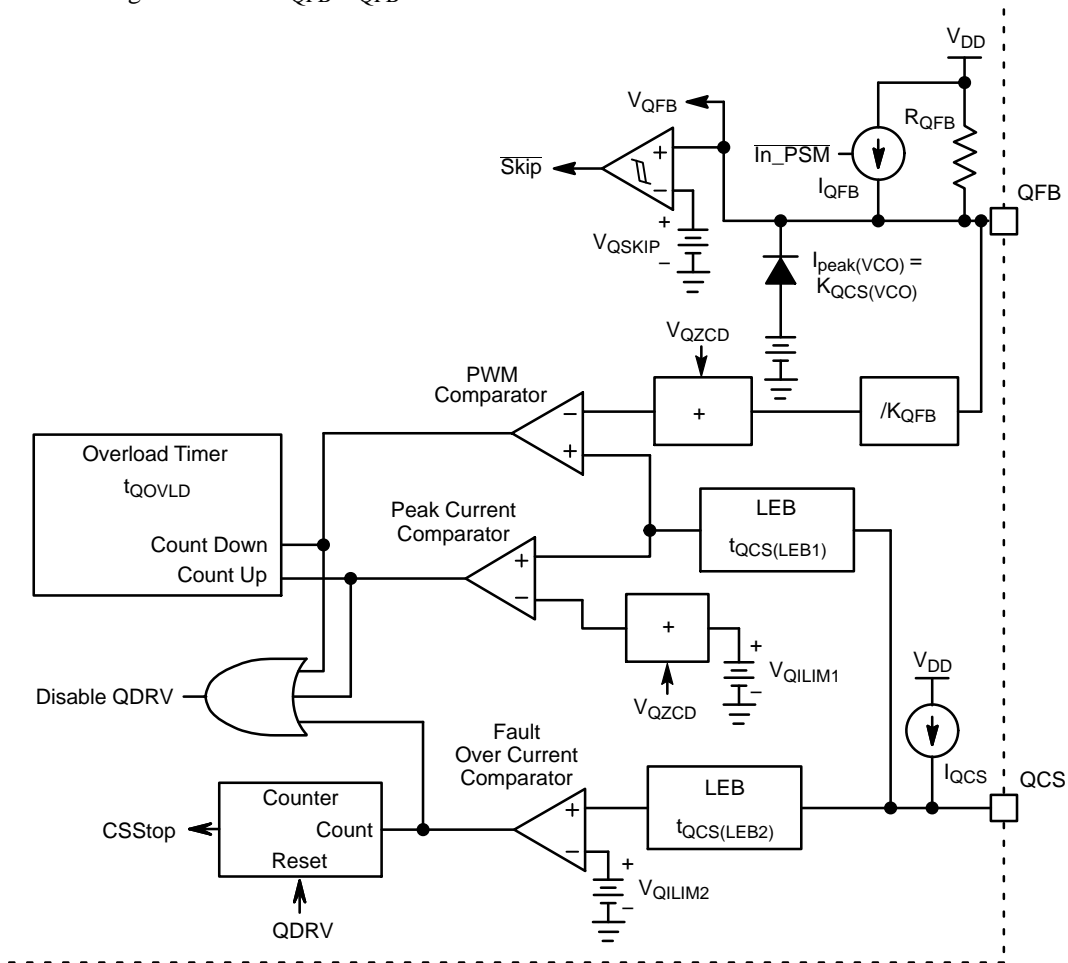 V_DD
V_QFB
R_QFB
Skip
In_PSM
+
−
I_QFB
QFB
+
V_QSKIP
−
I_peak(VCO) =
K_QCS(VCO)
V_QZCD
PWM
Comparator
−
+
+
/K_QFB
Overload Timer
t_QOVLD
Count Down
Count Up
Peak Current
Comparator
+
−
LEB
t_QCS(LEB1)
+
+
V_QILIM1
−
V_QZCD
V_DD
Disable QDRV
Fault
Over Current
Comparator
I_QCS
QCS
Counter
Count
Reset
CSStop
+
−
LEB
t_QCS(LEB2)
+
V_QILIM2
−
QDRV